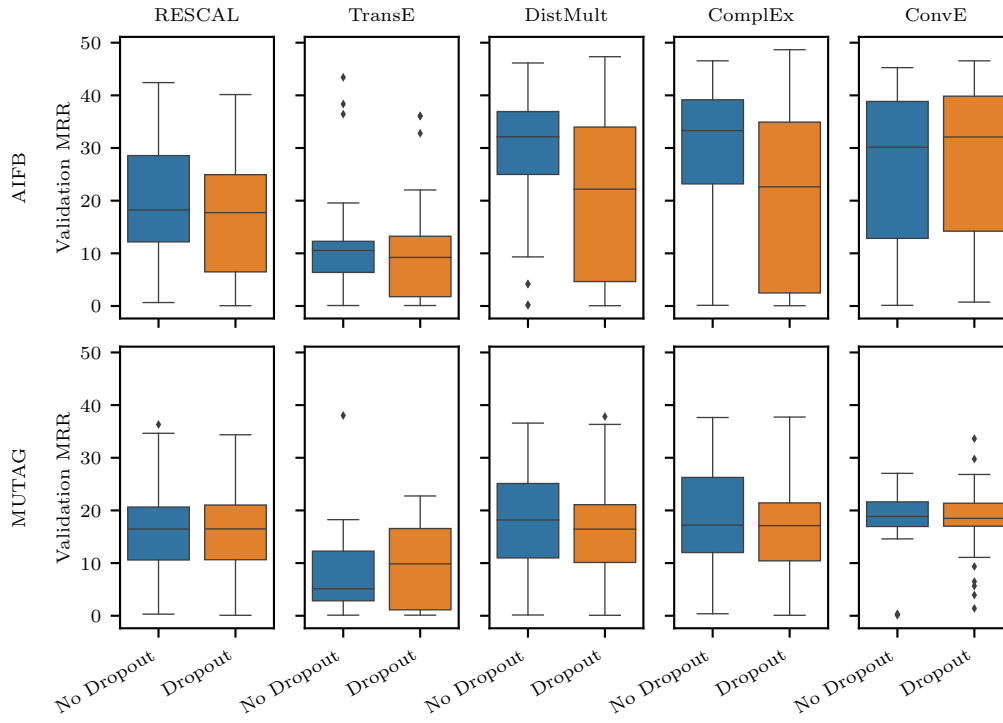 RESCAL TransE DistMult ComplEx ConvE
AIFB
Validation MRR
50
40
30
20
10
0
MUTAG
Validation MRR
50
40
30
20
10
0
No Dropout Dropout No Dropout Dropout No Dropout Dropout No Dropout Dropout No Dropout Dropout